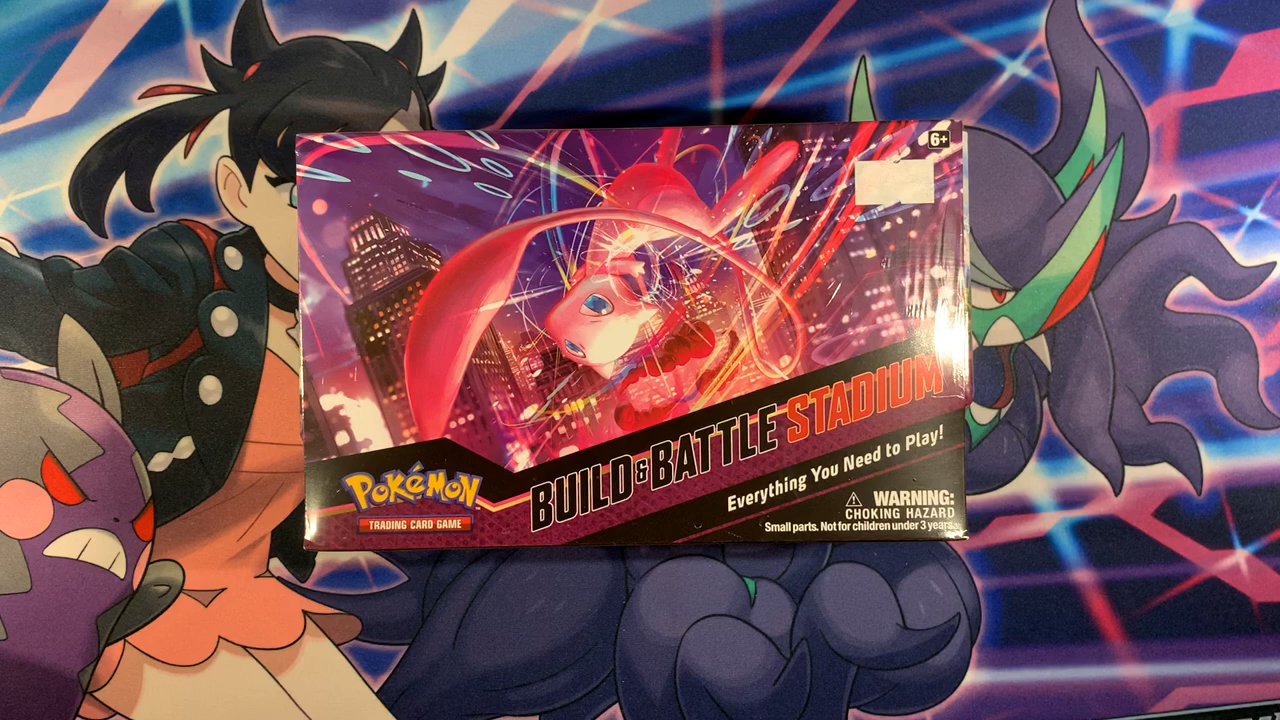 6+
BUILD & BATTLE STADIUM
Everything You Need to Play!
POKéMON
TRADING CARD GAME
WARNING:
CHOKING HAZARD
Small parts. Not for children under 3 years.